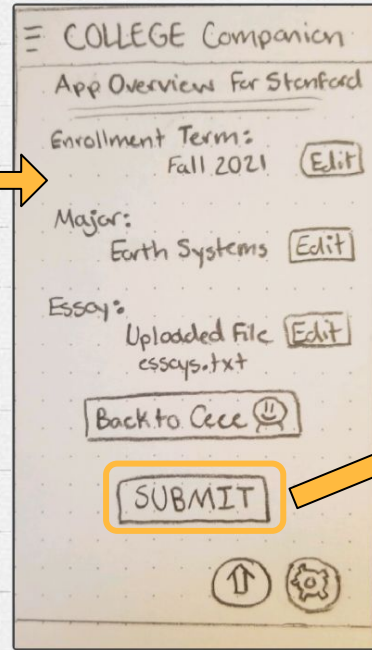 COLLEGE Companion
App Overview For Stanford
Enrollment Term:
Fall 2021 Edit
Major:
Earth Systems Edit
Essay:
Uploaded File Edit
essays.txt
Back to Cece
SUBMIT